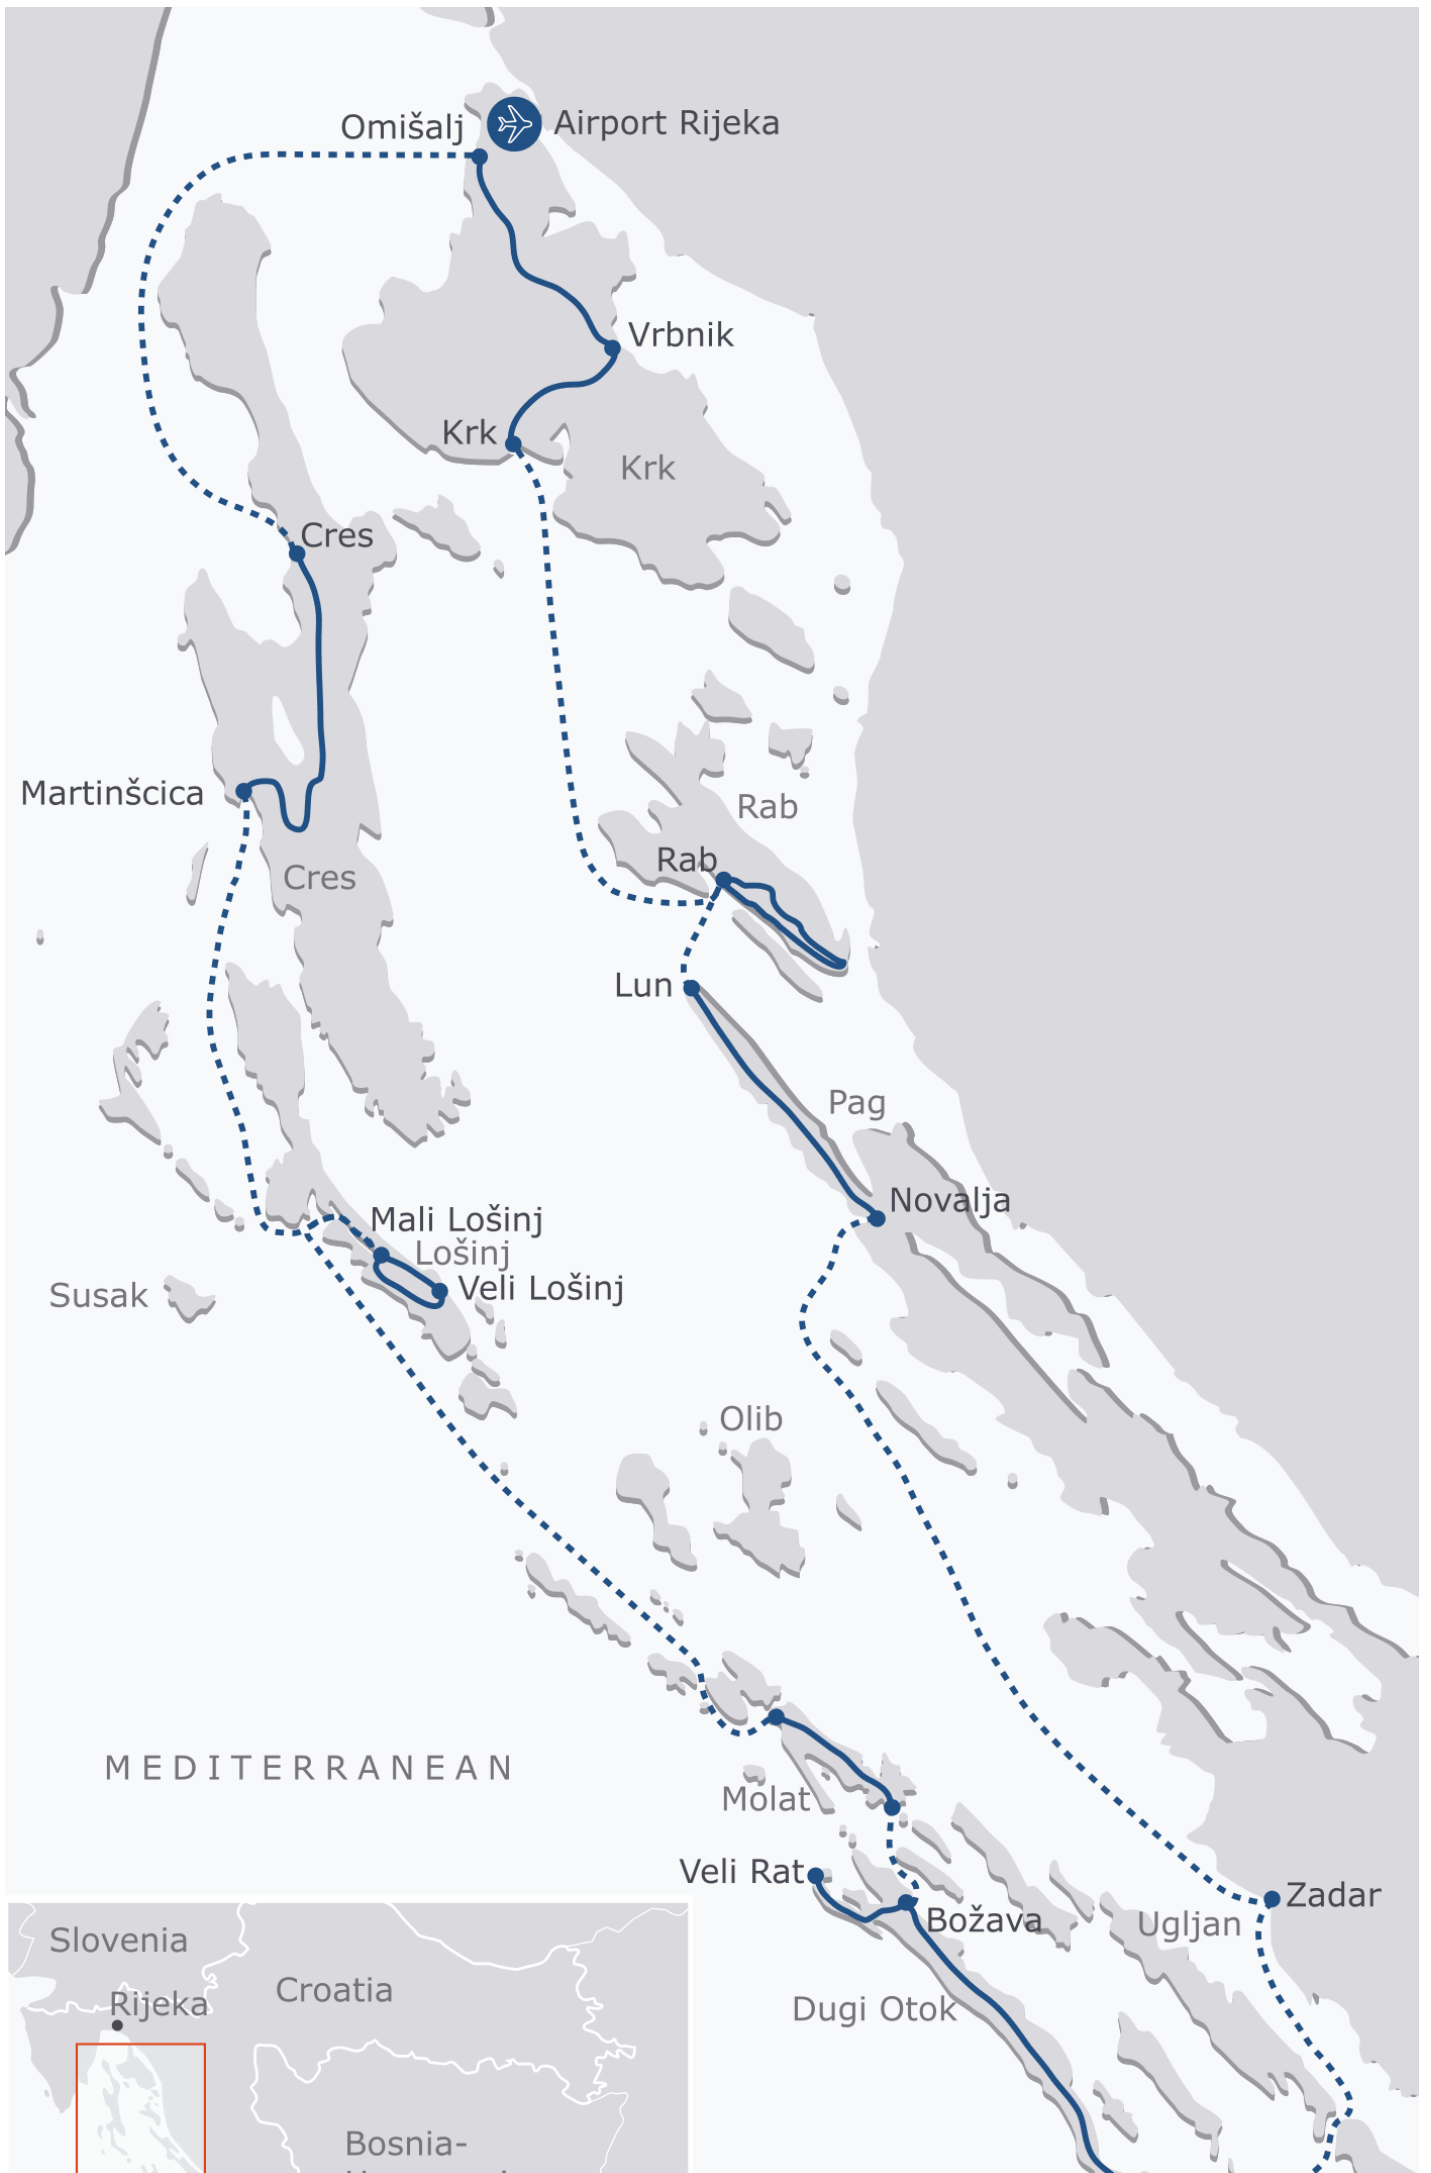 Omišalj
Airport Rijeka
Vrbnik
Krk
Krk
Cres
Martinšcica
Rab
Rab
Cres
Lun
Pag
Novalja
Mali Lošinj
Lošinj
Veli Lošinj
Susak
Olib
MEDITERRANEAN
Molat
Veli Rat
Božava
Zadar
Ugljan
Dugi Otok
Slovenia
Croatia
Rijeka
Bosnia-